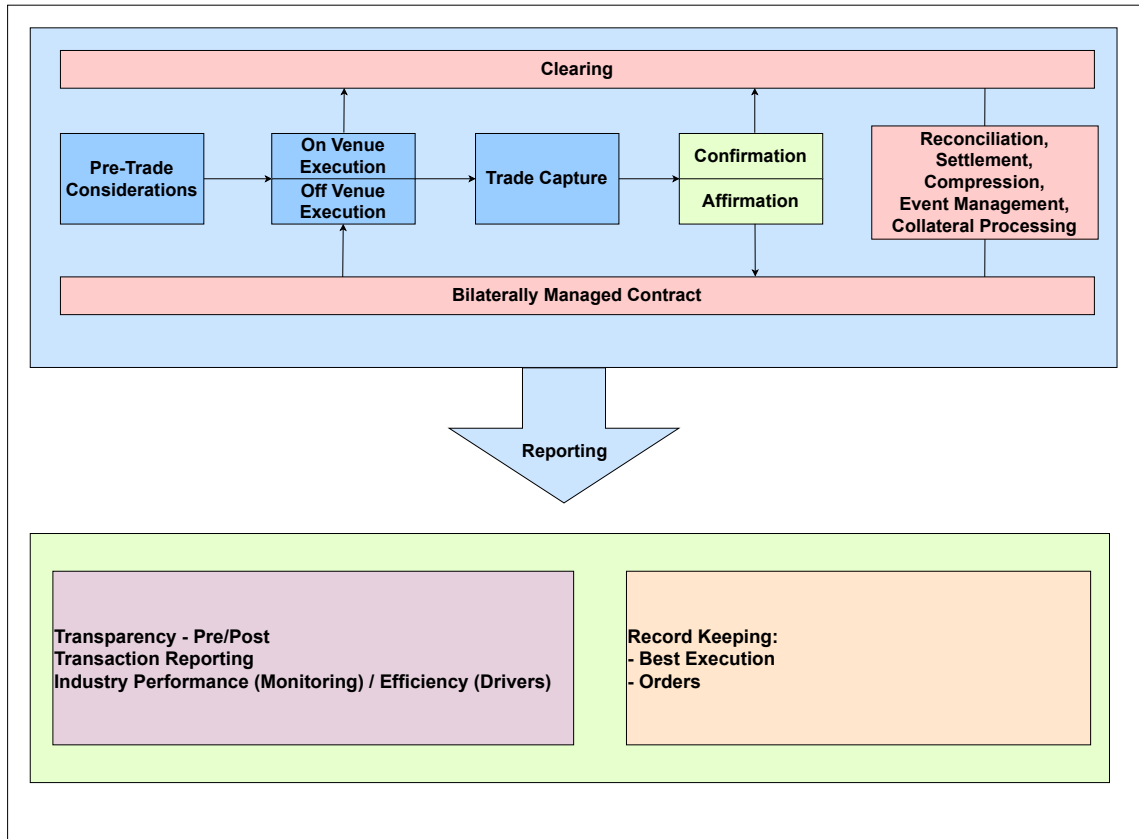 Clearing
Pre-Trade
Considerations
On Venue
Execution
Off Venue
Execution
Trade Capture
Confirmation
Affirmation
Reconciliation,
Settlement,
Compression,
Event Management,
Collateral Processing
Bilaterally Managed Contract
Reporting
Transparency - Pre/Post
Transaction Reporting
Industry Performance (Monitoring) / Efficiency (Drivers)
Record Keeping:
- Best Execution
- Orders